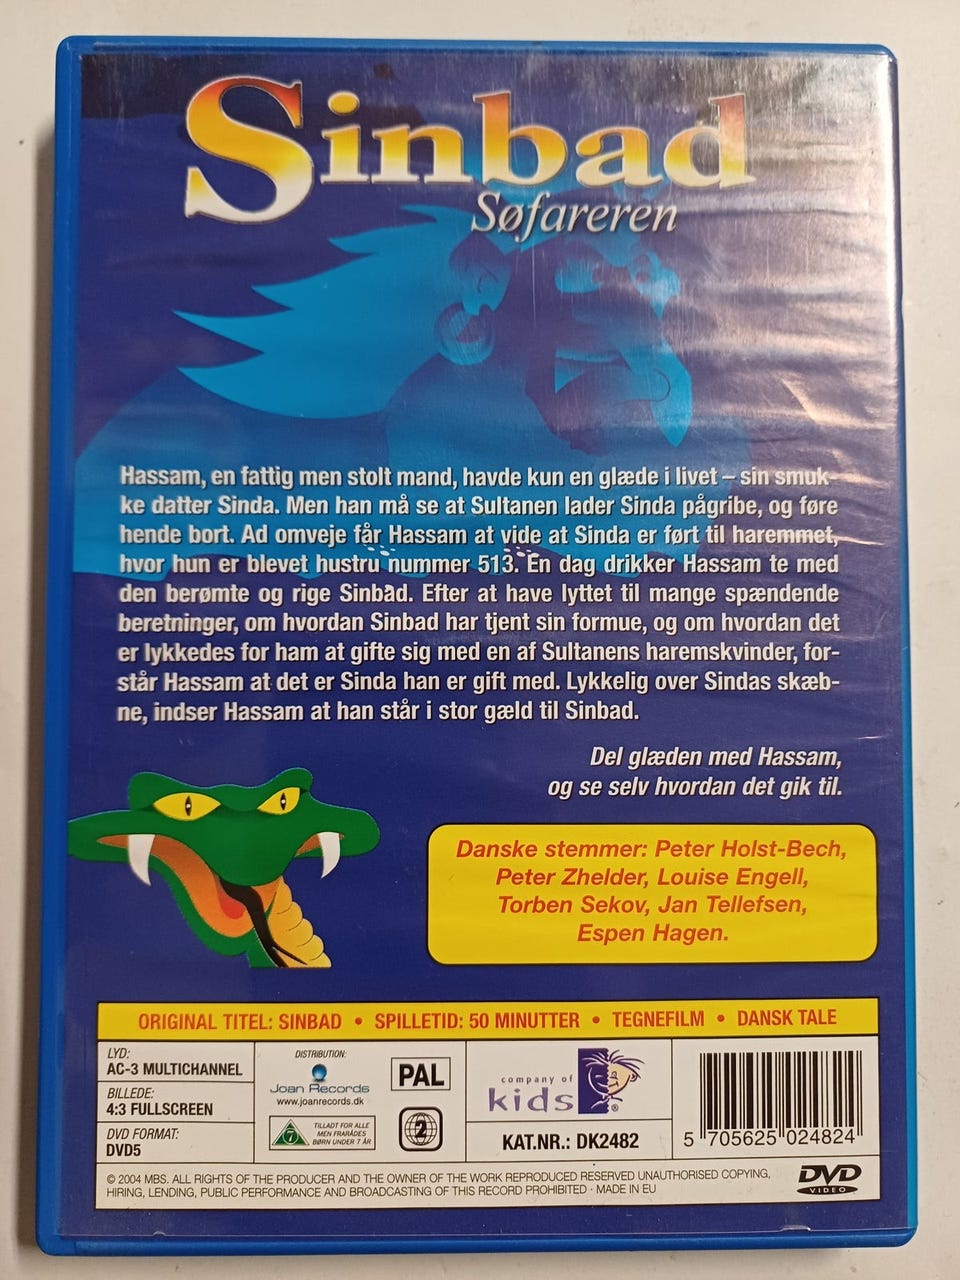 Sinbad
Søfareren
Hassam, en fattig men stolt mand, havde kun en glæde i livet – sin smuk-
ke datter Sinda. Men han må se at Sultanen lader Sinda pågribe, og føre
hende bort. Ad omveje får Hassam at vide at Sinda er ført til haremmet,
hvor hun er blevet hustru nummer 513. En dag drikker Hassam te med
den berømte og rige Sinbad. Efter at have lyttet til mange spændende
beretninger, om hvordan Sinbad har tjent sin formue, og om hvordan det
er lykkedes for ham at gifte sig med en af Sultanens haremskvinder, for-
står Hassam at det er Sinda han er gift med. Lykkelig over Sindas skæb-
ne, indser Hassam at han står i stor gæld til Sinbad.
Del glæden med Hassam,
og se selv hvordan det gik til.
Danske stemmer: Peter Holst-Bech,
Peter Zhelder, Louise Engell,
Torben Sekov, Jan Tellefsen,
Espen Hagen.
ORIGINAL TITEL: SINBAD • SPILLETID: 50 MINUTTER • TEGNEFILM • DANSK TALE
LYD:
AC-3 MULTICHANNEL
BILLEDE:
4:3 FULLSCREEN
DVD FORMAT:
DVD5
DISTRIBUTION:
Joan Records
www.joanrecords.dk
PAL
7
TILLADT FOR ALLE
MEN FRARÅDES
BØRN UNDER 7 ÅR
2
company of
kids
®
KAT.NR.: DK2482
5 705625 024824
© 2004 MBS. ALL RIGHTS OF THE PRODUCER AND THE OWNER OF THE WORK REPRODUCED RESERVED UNAUTHORISED COPYING,
HIRING, LENDING, PUBLIC PERFORMANCE AND BROADCASTING OF THIS RECORD PROHIBITED · MADE IN EU
DVD
VIDEO